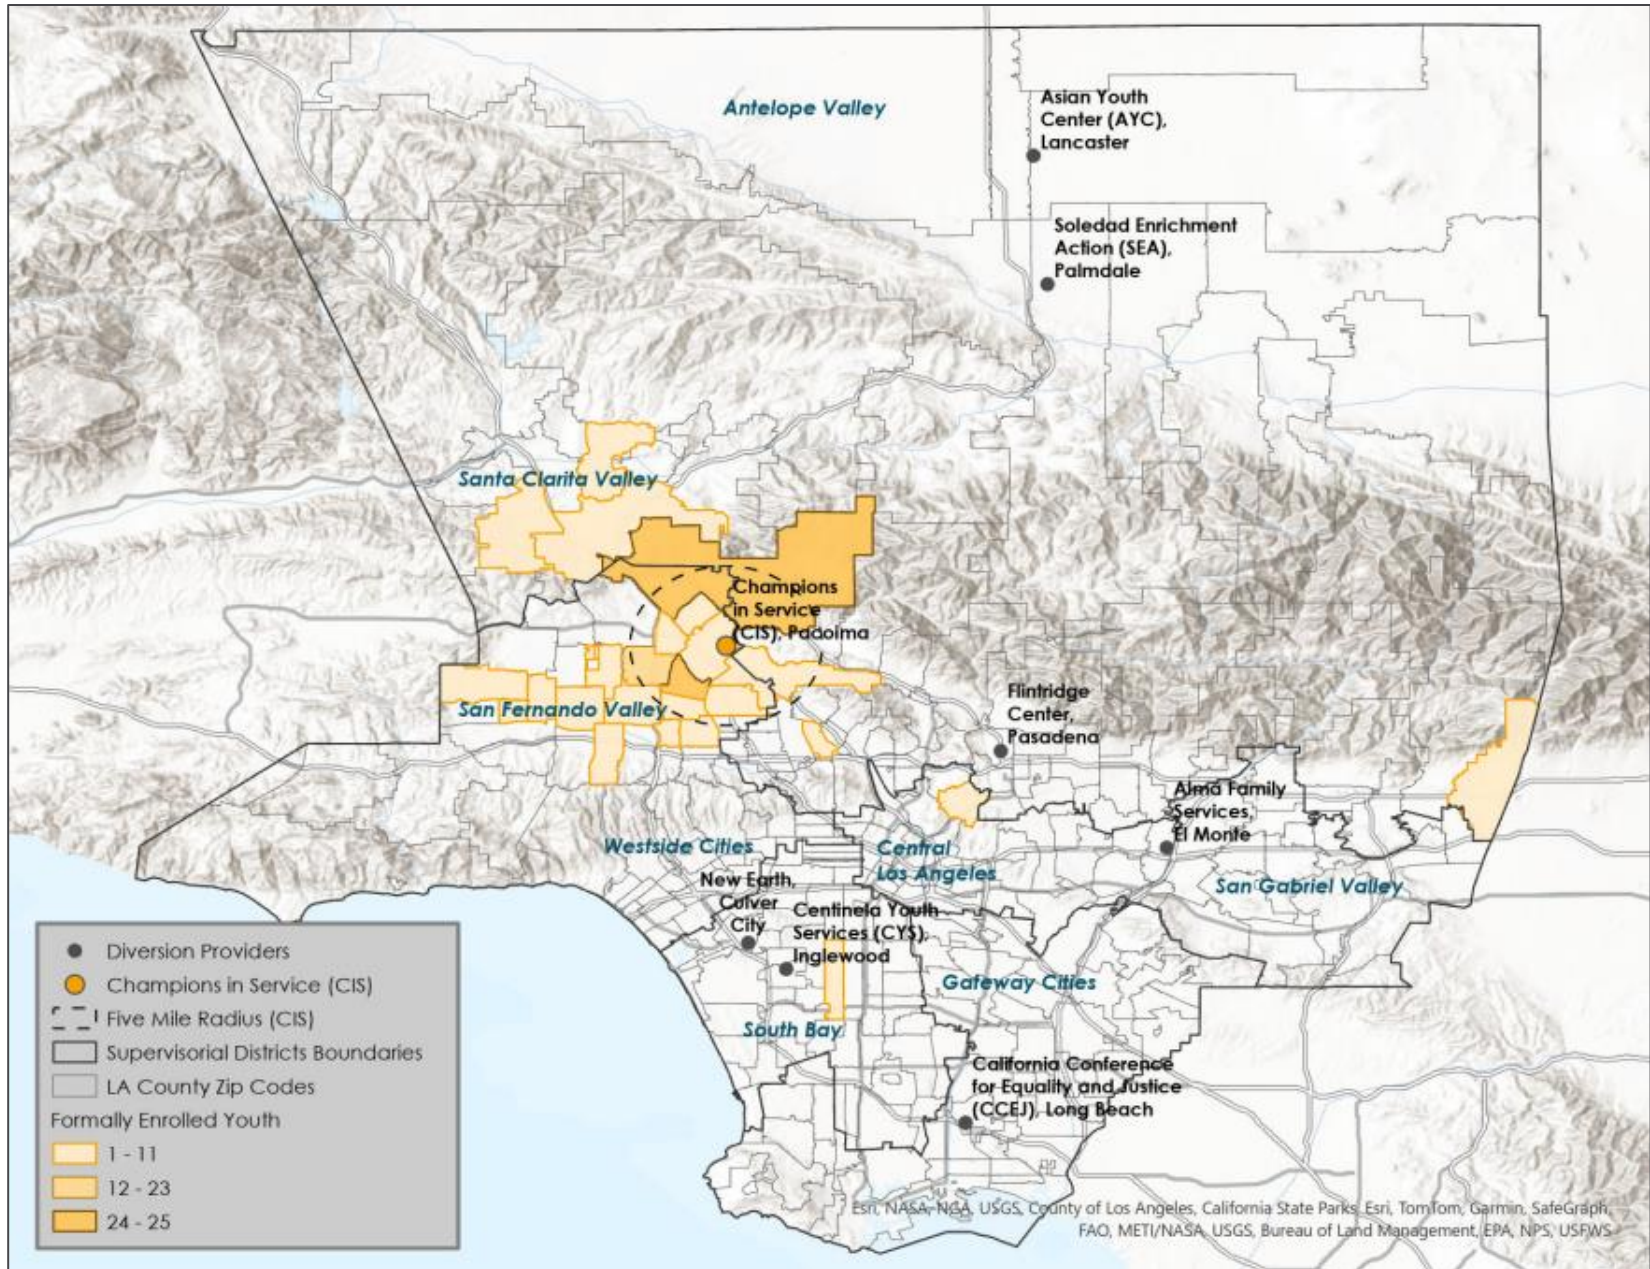 Antelope Valley
Asian Youth
Center (AYC),
Lancaster
Soledad Enrichment
Action (SEA),
Palmdale
Santa Clarita Valley
Champions
in Service
(CIS), Pacoima
San Fernando Valley
Flintridge
Center,
Pasadena
Alma Family
Services,
El Monte
Westside Cities
Central
Los Angeles
San Gabriel Valley
New Earth,
Culver
City
Centinela Youth
Services (CYS),
Inglewood
Gateway Cities
South Bay
California Conference
for Equality and Justice
(CCEJ), Long Beach
Diversion Providers
Champions in Service (CIS)
Five Mile Radius (CIS)
Supervisorial Districts Boundaries
LA County Zip Codes
Formally Enrolled Youth
1 - 11
12 - 23
24 - 25
Esri, NASA, NGA, USGS, County of Los Angeles, California State Parks, Esri, TomTom, Garmin, SafeGraph,
FAO, METI/NASA, USGS, Bureau of Land Management, EPA, NPS, USFWS